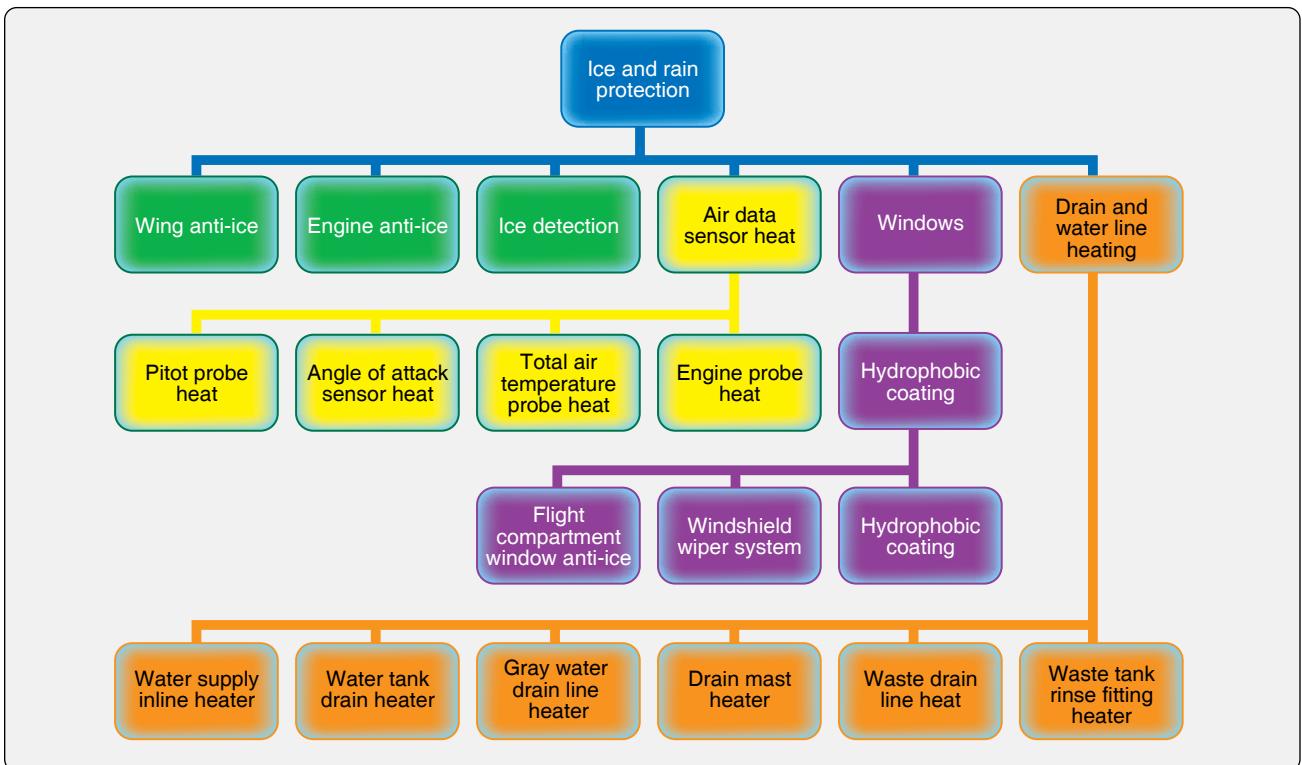 Ice and rain
protection
Wing anti-ice
Engine anti-ice
Ice detection
Air data
sensor heat
Windows
Drain and
water line
heating
Pitot probe
heat
Angle of attack
sensor heat
Total air
temperature
probe heat
Engine probe
heat
Hydrophobic
coating
Flight
compartment
window anti-ice
Windshield
wiper system
Hydrophobic
coating
Water supply
inline heater
Water tank
drain heater
Gray water
drain line
heater
Drain mast
heater
Waste drain
line heat
Waste tank
rinse fitting
heater